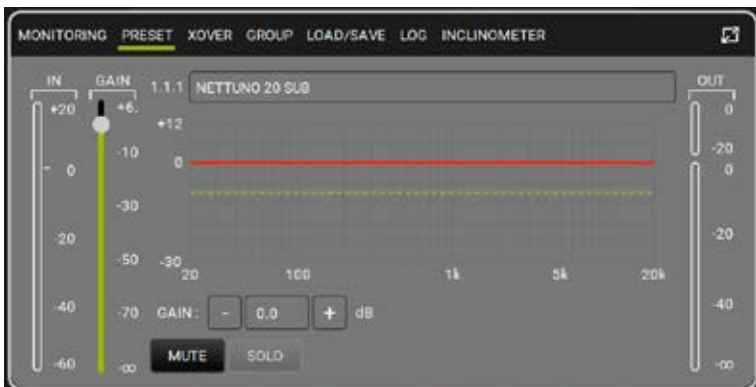 MONITORING PRESET XOVER GROUP LOAD/SAVE LOG INCLINOMETER
IN GAIN 1.1.1 NETTUNO 20 SUB OUT
+20 +6. +12 0
-10 -20
0 0 0
-30
-20 -20
-50 -30
20 100 1k 5k 20k
-40 -70 GAIN: - 0.0 + dB -40
MUTE SOLO
-60 -∞ -∞